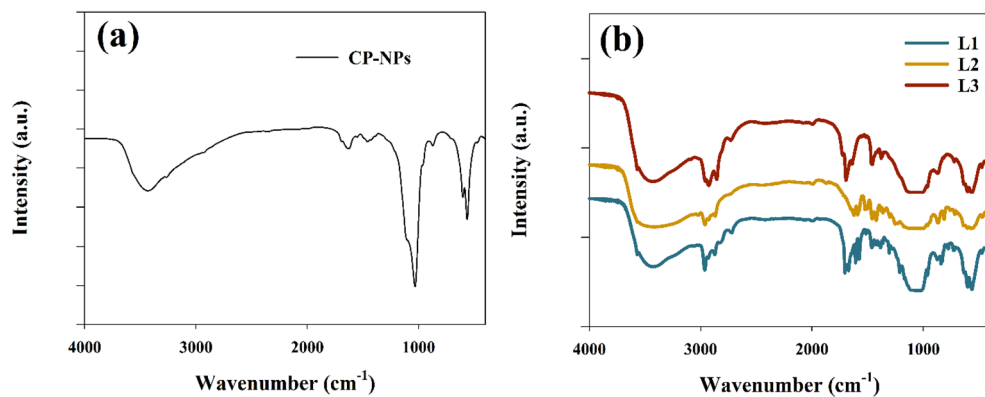 (a)
CP-NPs
Intensity (a.u.)
4000
3000
2000
1000
Wavenumber (cm⁻¹)
(b)
L1
L2
L3
Intensity (a.u.)
4000
3000
2000
1000
Wavenumber (cm⁻¹)